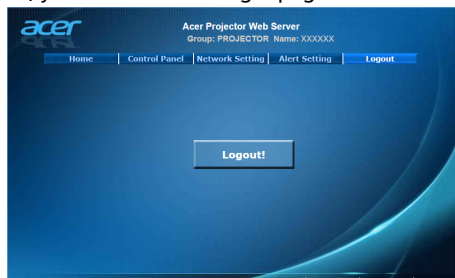 acer
Acer Projector Web Server
Group: PROJECTOR Name: XXXXXX
Home Control Panel Network Setting Alert Setting Logout
Logout!